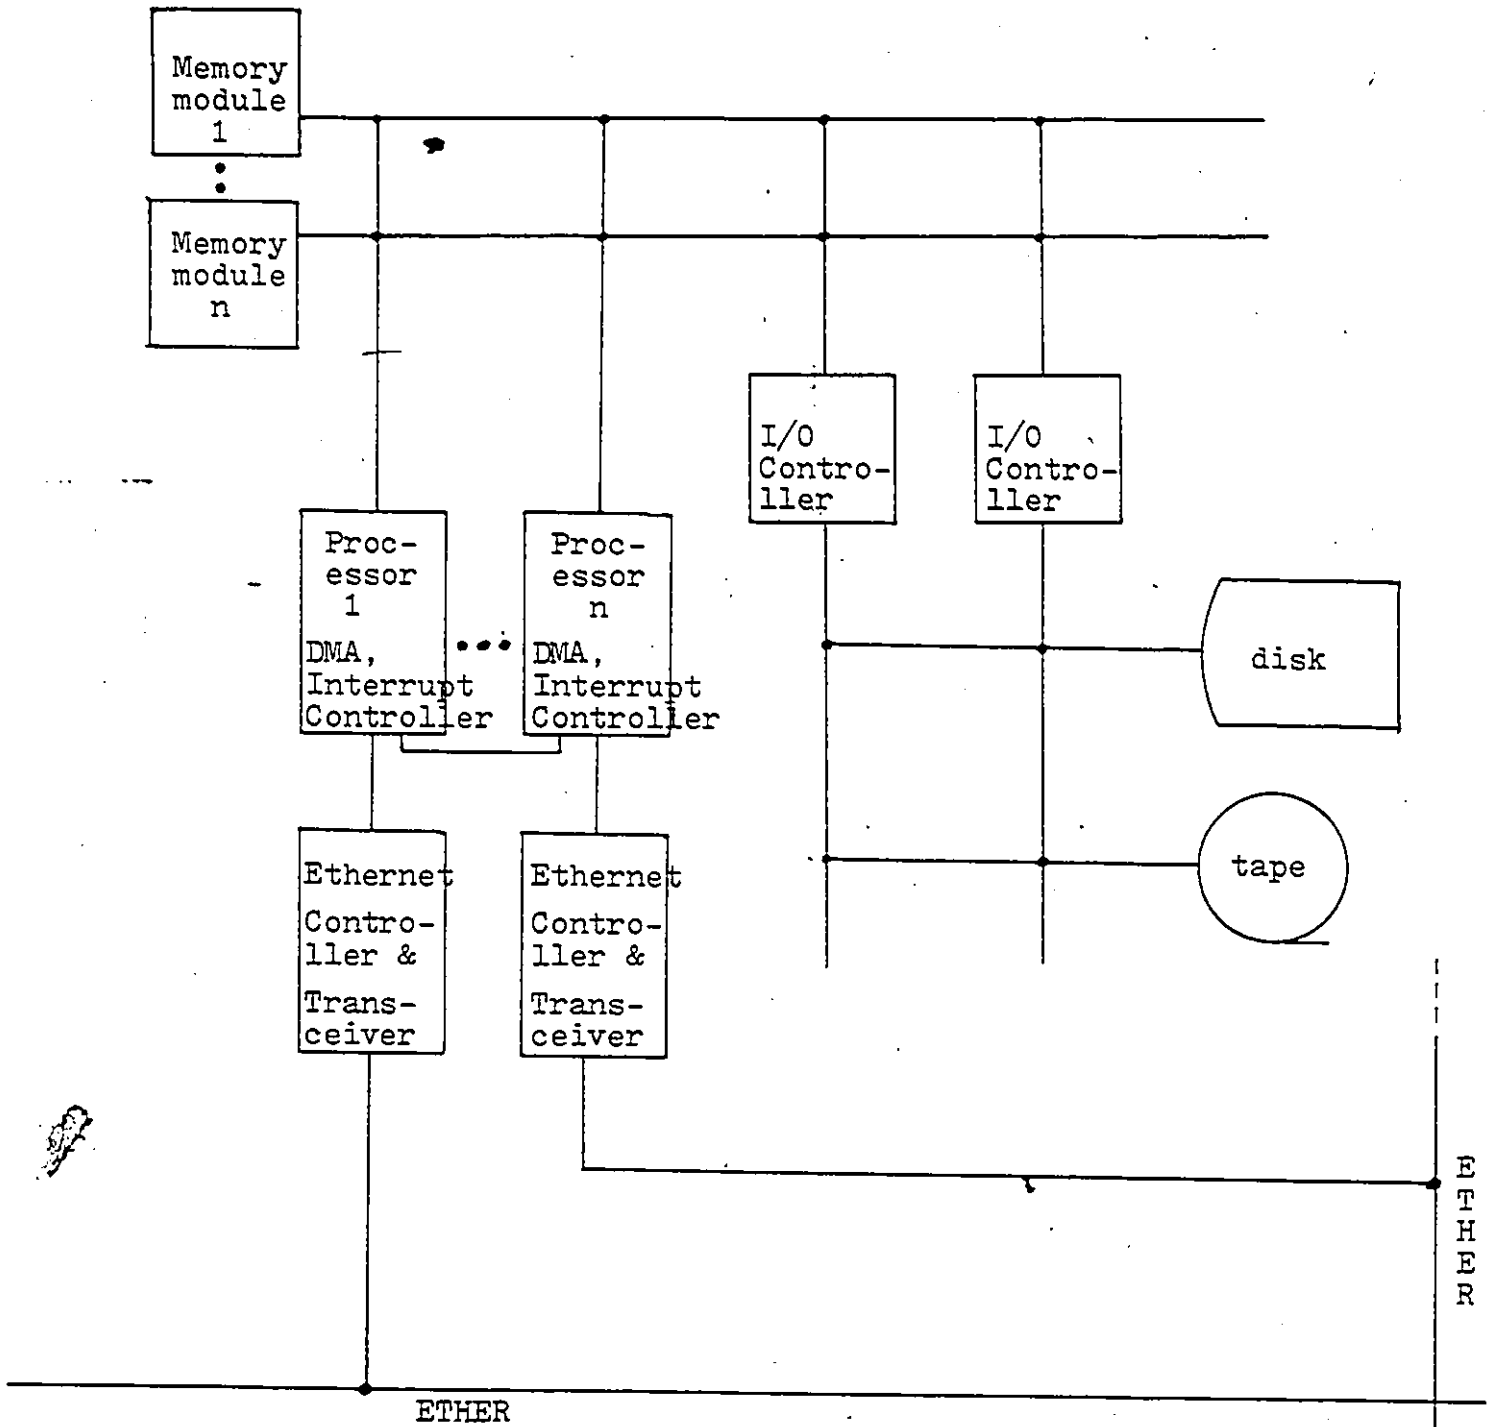 Memory
module
1
Memory
module
n
I/O
Contro-
ller
I/O
Contro-
ller
Proc-
essor
1
DMA,
Interrupt
Controller
Proc-
essor
n
DMA,
Interrupt
Controller
disk
tape
Ethernet
Contro-
ller &
Trans-
ceiver
Ethernet
Contro-
ller &
Trans-
ceiver
ETHER
ETHER